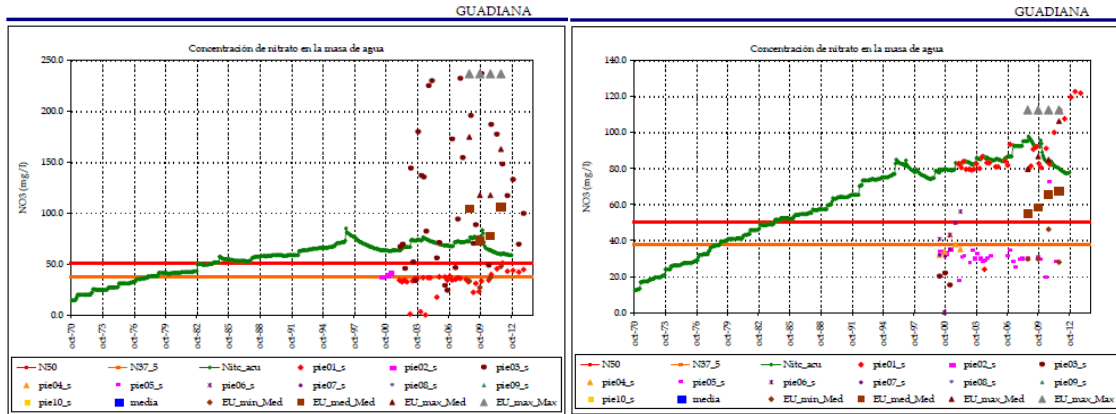 GUADIANA
Concentración de nitrato en la masa de agua
NO3 (mg/l)
250.0
200.0
150.0
100.0
50.0
0.0
oct-70
oct-73
oct-76
oct-79
oct-82
oct-85
oct-88
oct-91
oct-94
oct-97
oct-00
oct-03
oct-06
oct-09
oct-12
N50 N37_5 Nitc_acu pie01_s pie02_s pie03_s
pie04_s pie05_s pie06_s pie07_s pie08_s pie09_s
pie10_s media EU_min_Med EU_med_Med EU_max_Med EU_max_Max
GUADIANA
Concentración de nitrato en la masa de agua
NO3 (mg/l)
140.0
120.0
100.0
80.0
60.0
40.0
20.0
0.0
oct-70
oct-73
oct-76
oct-79
oct-82
oct-85
oct-88
oct-91
oct-94
oct-97
oct-00
oct-03
oct-06
oct-09
oct-12
N50 N37_5 Nitc_acu pie01_s pie02_s pie03_s
pie04_s pie05_s pie06_s pie07_s pie08_s pie09_s
pie10_s media EU_min_Med EU_med_Med EU_max_Med EU_max_Max